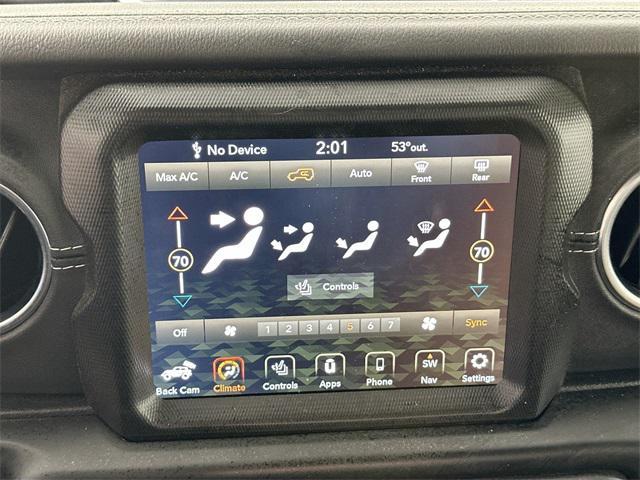 No Device 2:01 53°out.
Max A/C A/C Auto Front Rear
70 70
Controls
Off 1 2 3 4 5 6 7 Sync
SW
Back Cam Climate Controls Apps Phone Nav Settings